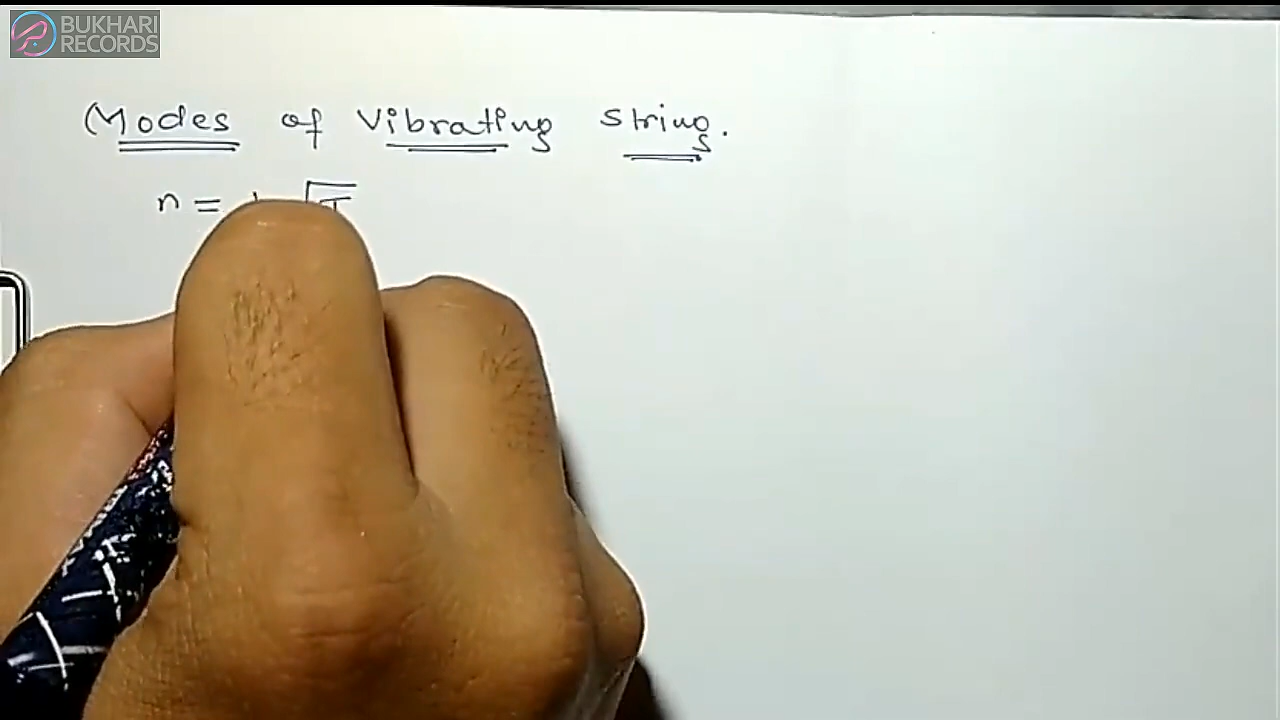 BUKHARI
RECORDS
Modes of Vibrating String.
n =